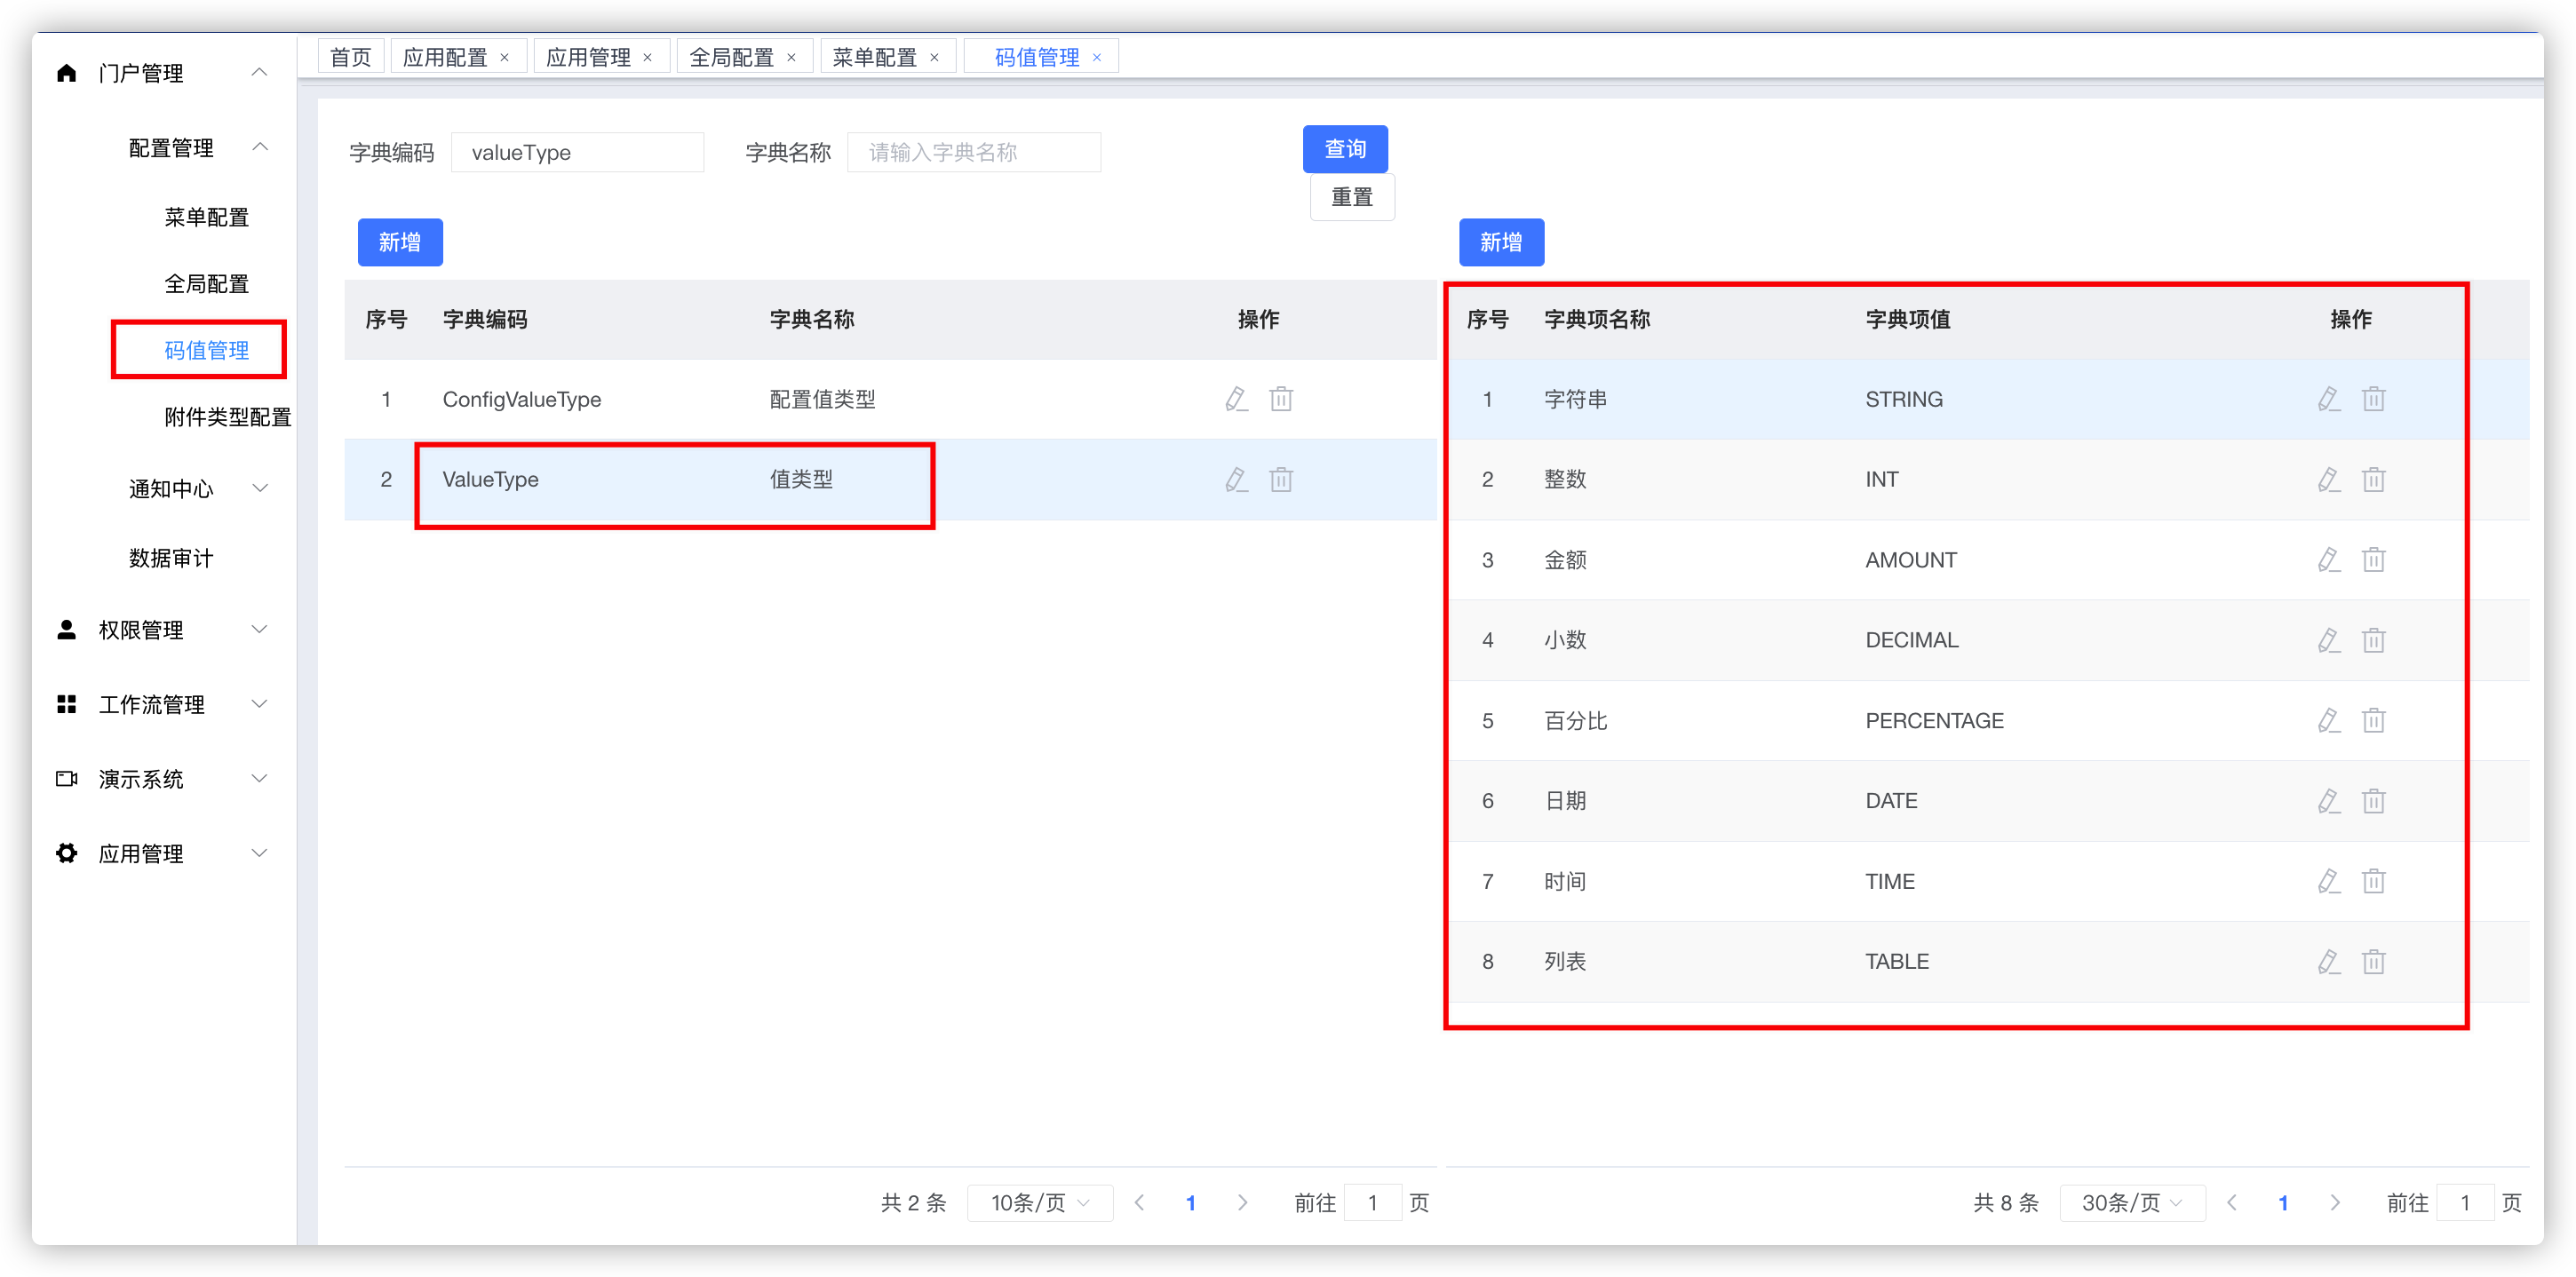 首页 应用配置 × 应用管理 × 全局配置 × 菜单配置 × 码值管理 ×
门户管理
配置管理
菜单配置
全局配置
码值管理
附件类型配置
通知中心
数据审计
权限管理
工作流管理
演示系统
应用管理
字典编码 valueType 字典名称 请输入字典名称 查询
重置
新增
序号 字典编码 字典名称 操作
1 ConfigValueType 配置值类型
2 ValueType 值类型
共 2 条 10条/页 1 前往 1 页
新增
序号 字典项名称 字典项值 操作
1 字符串 STRING
2 整数 INT
3 金额 AMOUNT
4 小数 DECIMAL
5 百分比 PERCENTAGE
6 日期 DATE
7 时间 TIME
8 列表 TABLE
共 8 条 30条/页 1 前往 1 页